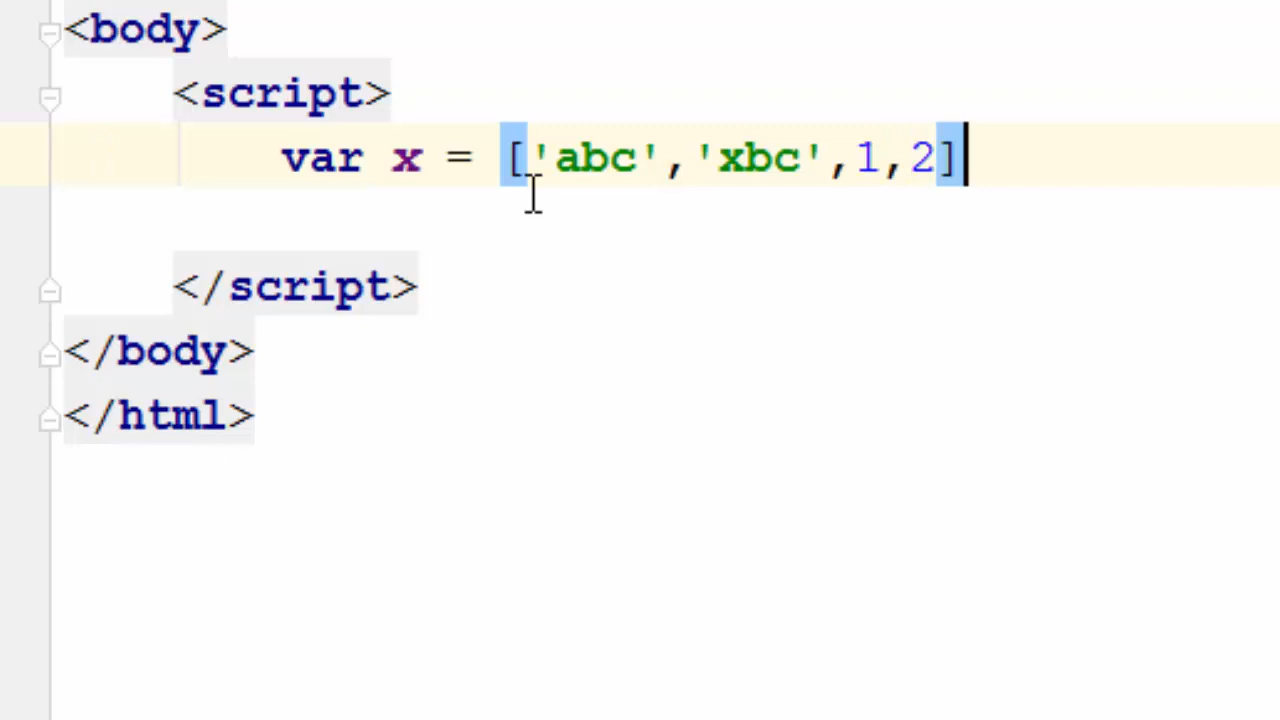 <body>
<script>
var x = ['abc','xbc',1,2]
</script>
</body>
</html>